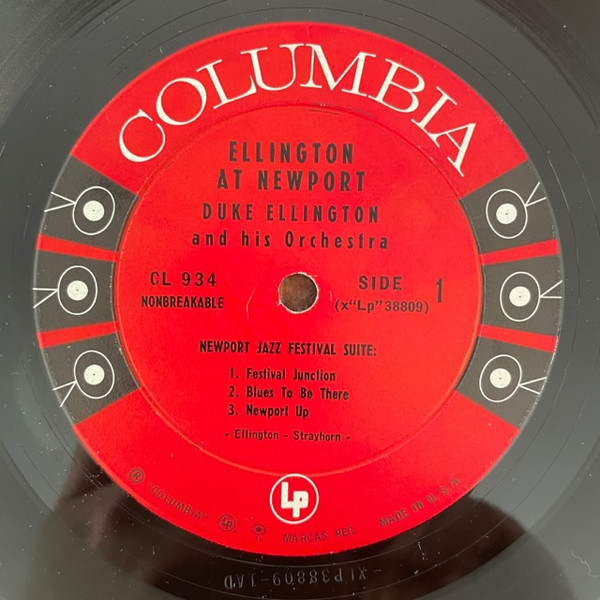 COLUMBIA
ELLINGTON
AT NEWPORT
DUKE ELLINGTON
and his Orchestra
CL 934
NONBREAKABLE
SIDE 1
(x"Lp"38809)
NEWPORT JAZZ FESTIVAL SUITE:
1. Festival Junction
2. Blues To Be There
3. Newport Up
- Ellington - Strayhorn -
Lp
® "COLUMBIA" Lp MARCAS REG. MADE IN U.S.A.
XLP38809-1AD